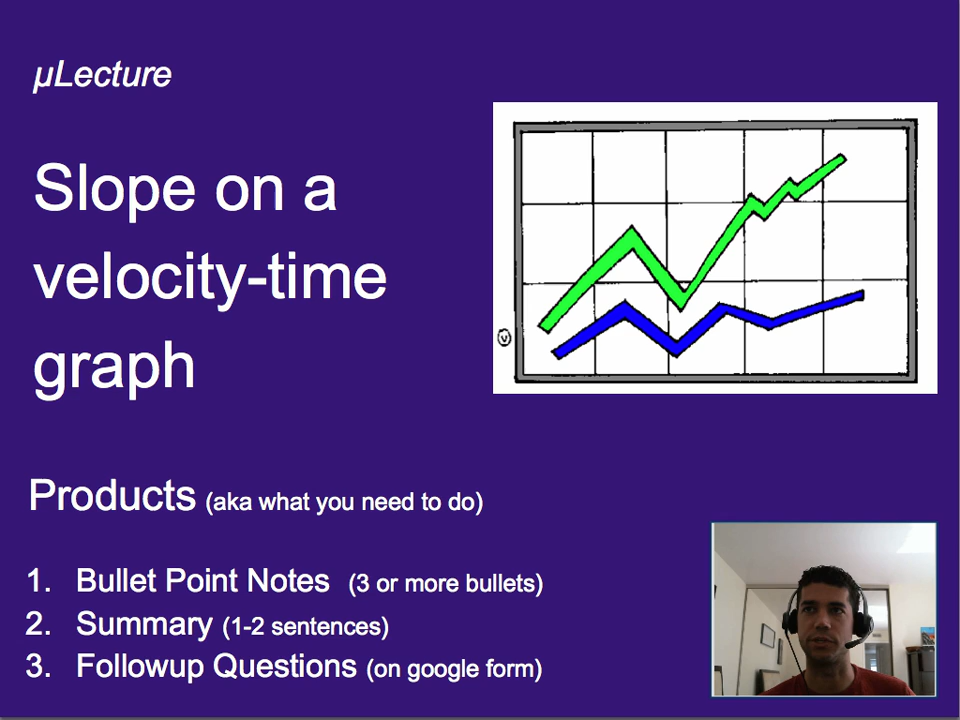 µLecture
Slope on a
velocity-time
graph
V
Products (aka what you need to do)
1. Bullet Point Notes (3 or more bullets)
2. Summary (1-2 sentences)
3. Followup Questions (on google form)